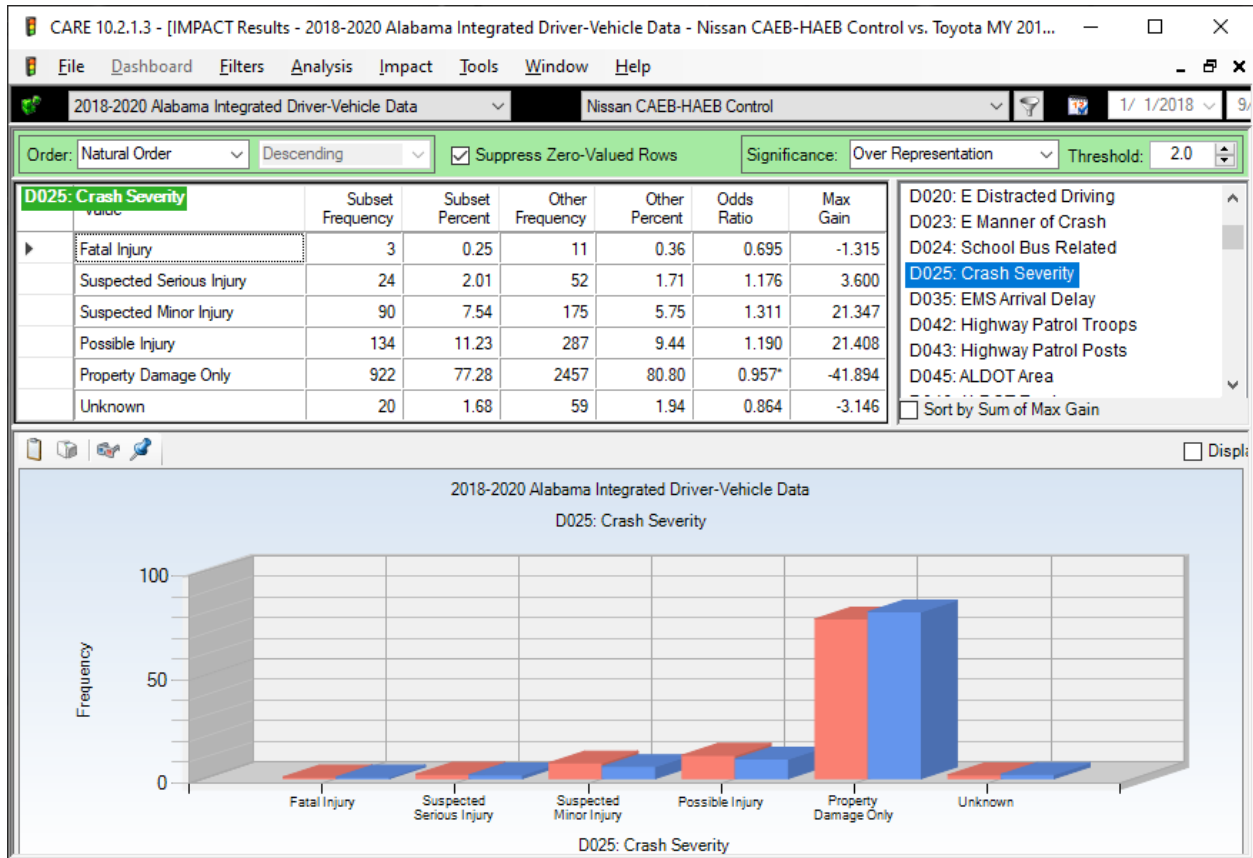 CARE 10.2.1.3 - [IMPACT Results - 2018-2020 Alabama Integrated Driver-Vehicle Data - Nissan CAEB-HAEB Control vs. Toyota MY 201...
File Dashboard Filters Analysis Impact Tools Window Help
2018-2020 Alabama Integrated Driver-Vehicle Data Nissan CAEB-HAEB Control 1/ 1/2018 9/
Order: Natural Order Descending Suppress Zero-Valued Rows Significance: Over Representation Threshold: 2.0
D025: Crash Severity Subset Frequency Subset Percent Other Frequency Other Percent Odds Ratio Max Gain
Fatal Injury 3 0.25 11 0.36 0.695 -1.315
Suspected Serious Injury 24 2.01 52 1.71 1.176 3.600
Suspected Minor Injury 90 7.54 175 5.75 1.311 21.347
Possible Injury 134 11.23 287 9.44 1.190 21.408
Property Damage Only 922 77.28 2457 80.80 0.957* -41.894
Unknown 20 1.68 59 1.94 0.864 -3.146
D020: E Distracted Driving
D023: E Manner of Crash
D024: School Bus Related
D025: Crash Severity
D035: EMS Arrival Delay
D042: Highway Patrol Troops
D043: Highway Patrol Posts
D045: ALDOT Area
Sort by Sum of Max Gain
Displa
2018-2020 Alabama Integrated Driver-Vehicle Data
D025: Crash Severity
Frequency
100
50
0
Fatal Injury
Suspected
Serious Injury
Suspected
Minor Injury
Possible Injury
Property
Damage Only
Unknown
D025: Crash Severity